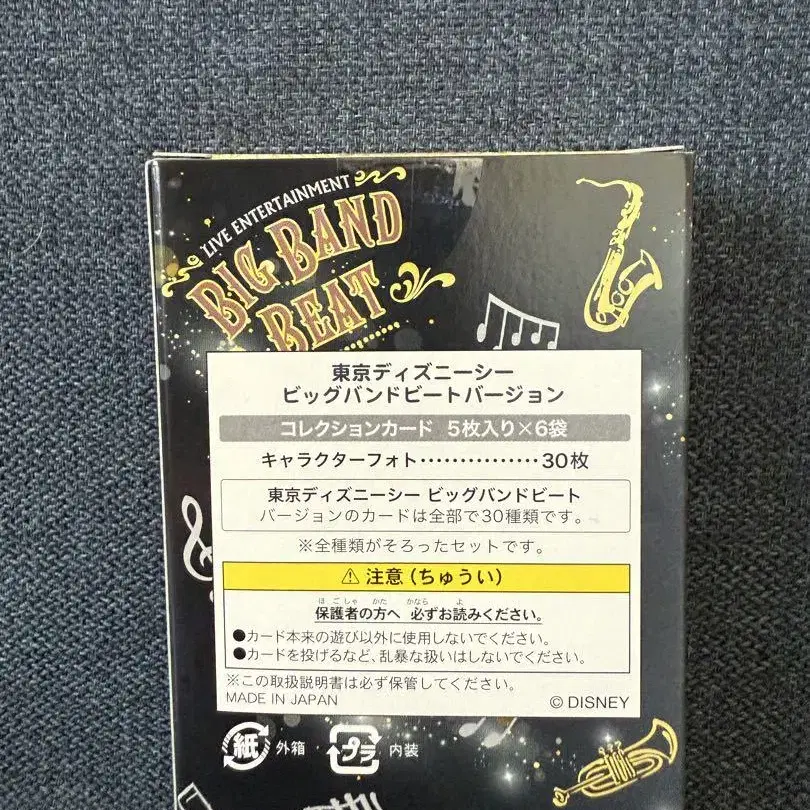 LIVE ENTERTAINMENT
BIG BAND
BEAT
東京ディズニーシー
ビッグバンドビートバージョン
コレクションカード 5枚入り×6袋
キャラクターフォト・・・・・・・・・・・・・・・30枚
東京ディズニーシー ビッグバンドビート
バージョンのカードは全部で30種類です。
※全種類がそろったセットです。
⚠ 注意(ちゅうい)
ほごしゃ かた かなら よ
保護者の方へ 必ずお読みください。
●カード本来の遊び以外に使用しないでください。
●カードを投げるなど、乱暴な扱いはしないでください。
※この取扱説明書は必ず保管してください。
MADE IN JAPAN © DISNEY
紙 外箱 プラ 内装